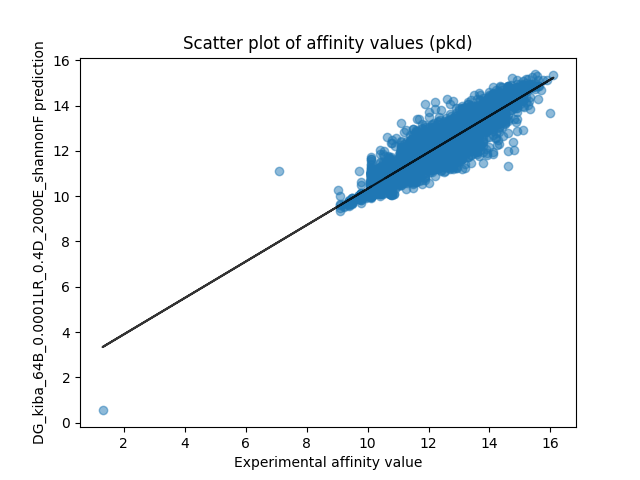 Scatter plot of affinity values (pkd)
DG_kiba_64B_0.0001LR_0.4D_2000E_shannonF prediction
16
14
12
10
8
6
4
2
0
2 4 6 8 10 12 14 16
Experimental affinity value